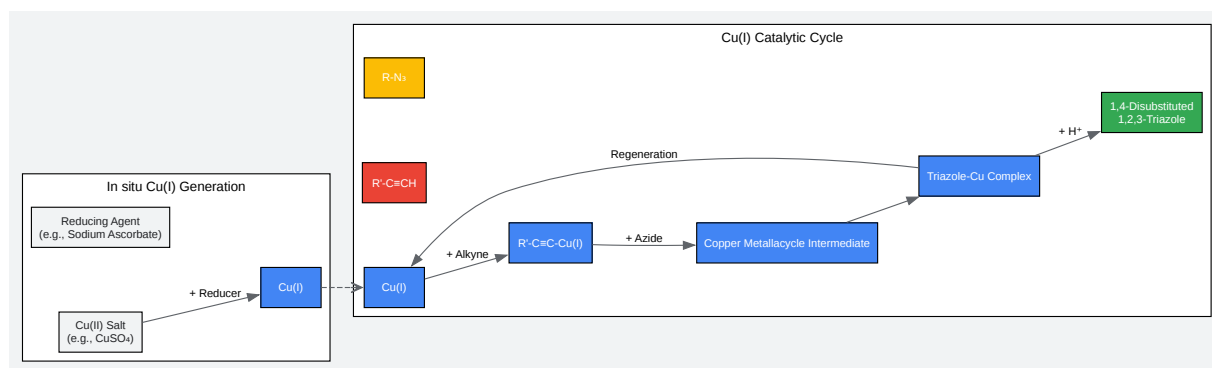 In situ Cu(I) Generation
Reducing Agent
(e.g., Sodium Ascorbate)
Cu(II) Salt
(e.g., CuSO₄)
+ Reducer
Cu(I)
Cu(I) Catalytic Cycle
R-N₃
R'-C≡CH
Cu(I)
+ Alkyne
R'-C≡C-Cu(I)
+ Azide
Copper Metallacycle Intermediate
Triazole-Cu Complex
Regeneration
+ H⁺
1,4-Disubstituted
1,2,3-Triazole